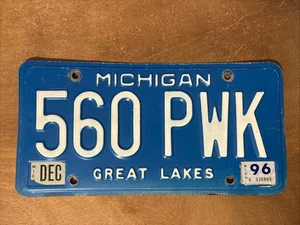 MICHIGAN
560 PWK
DEC 96
GREAT LAKES